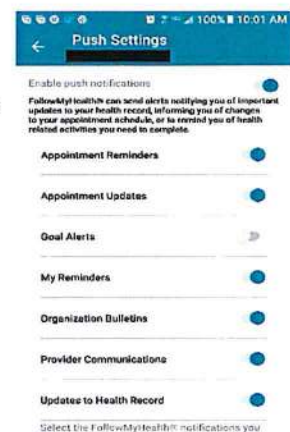 100% 10:01 AM
Push Settings
Enable push notifications
FollowMyHealth® can send alerts notifying you of important
updates to your health record, informing you of changes
to your appointment schedule, or to remind you of health
related activities you need to complete.
Appointment Reminders
Appointment Updates
Goal Alerts
My Reminders
Organization Bulletins
Provider Communications
Updates to Health Record
Select the FollowMyHealth® notifications you